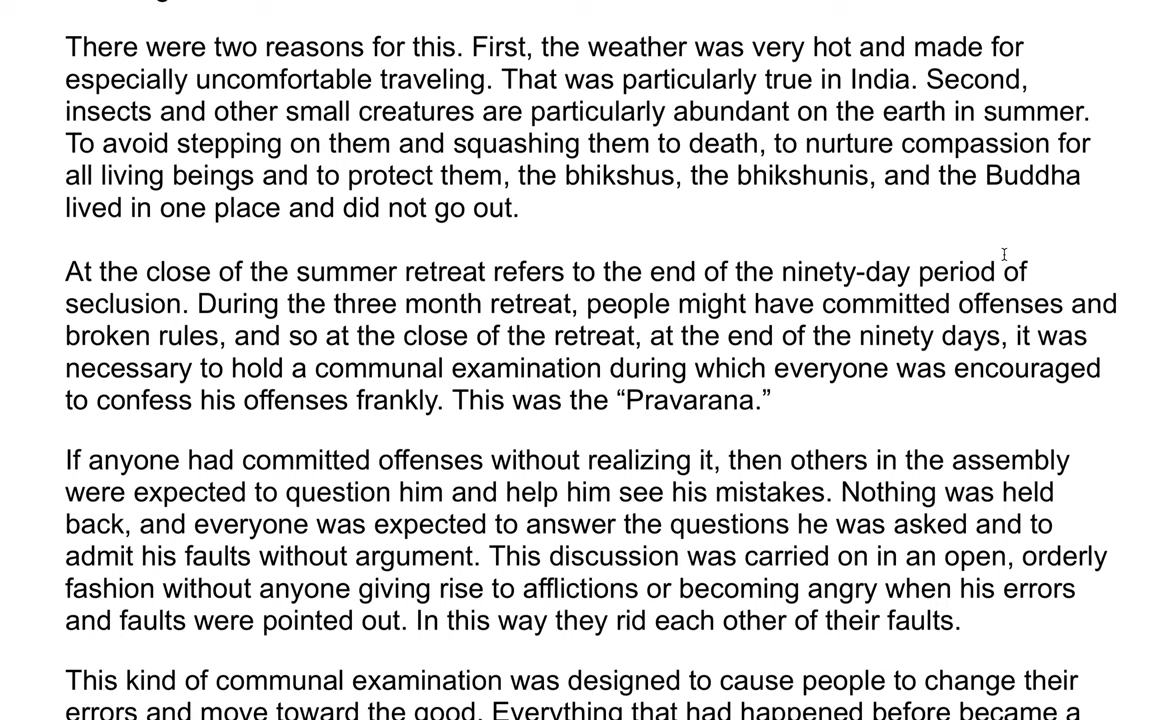 There were two reasons for this. First, the weather was very hot and made for
especially uncomfortable traveling. That was particularly true in India. Second,
insects and other small creatures are particularly abundant on the earth in summer.
To avoid stepping on them and squashing them to death, to nurture compassion for
all living beings and to protect them, the bhikshus, the bhikshunis, and the Buddha
lived in one place and did not go out.
At the close of the summer retreat refers to the end of the ninety-day period of
seclusion. During the three month retreat, people might have committed offenses and
broken rules, and so at the close of the retreat, at the end of the ninety days, it was
necessary to hold a communal examination during which everyone was encouraged
to confess his offenses frankly. This was the “Pravarana.”
If anyone had committed offenses without realizing it, then others in the assembly
were expected to question him and help him see his mistakes. Nothing was held
back, and everyone was expected to answer the questions he was asked and to
admit his faults without argument. This discussion was carried on in an open, orderly
fashion without anyone giving rise to afflictions or becoming angry when his errors
and faults were pointed out. In this way they rid each other of their faults.
This kind of communal examination was designed to cause people to change their
errors and move toward the good. Everything that had happened before became a